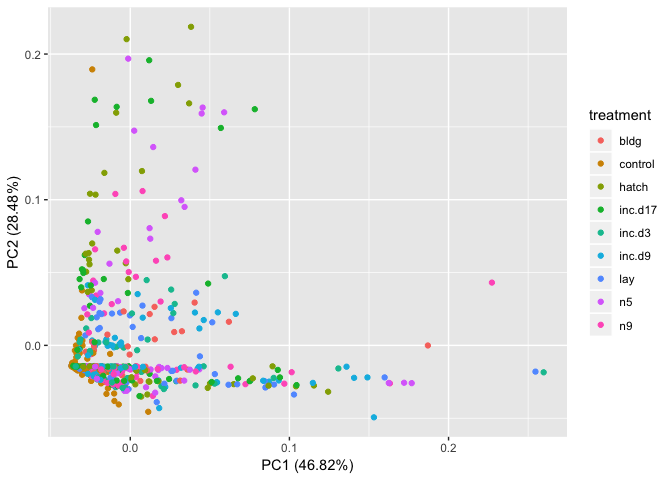 0.2
0.1
0.0
PC2 (28.48%)
0.0
0.1
0.2
PC1 (46.82%)
treatment
bldg
control
hatch
inc.d17
inc.d3
inc.d9
lay
n5
n9